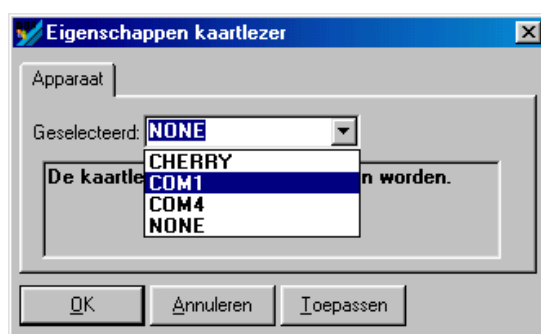 Eigenschappen kaartlezer
Apparaat
Geselecteerd: NONE
CHERRY
De kaartle
COM1
n worden.
COM4
NONE
OK
Annuleren
Toepassen